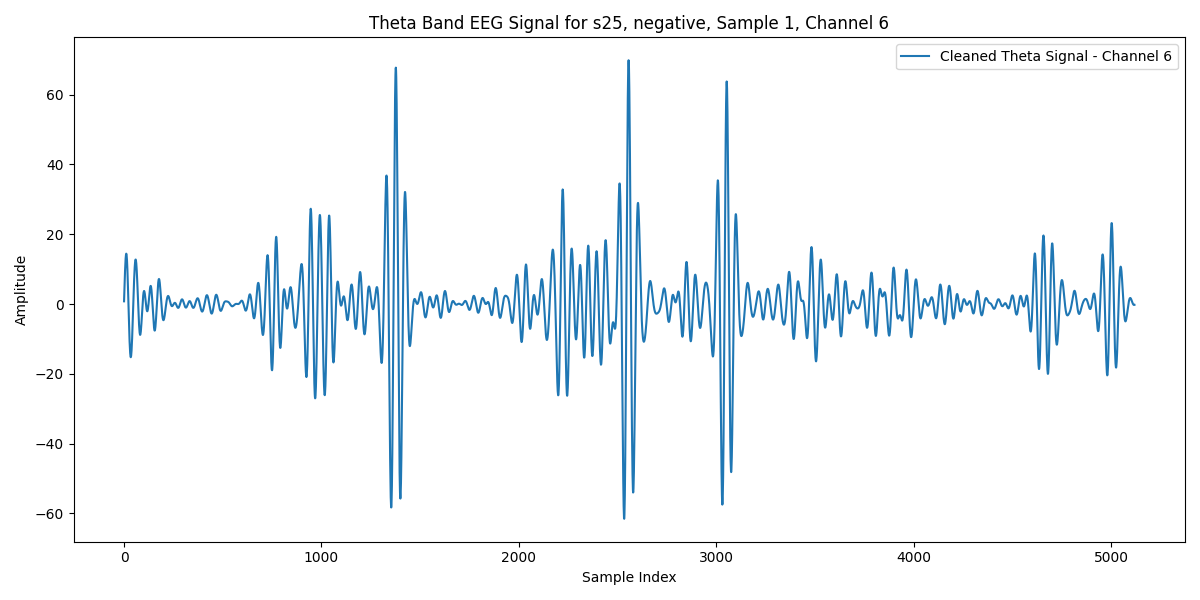 Theta Band EEG Signal for s25, negative, Sample 1, Channel 6
Cleaned Theta Signal - Channel 6
Amplitude
60
40
20
0
−20
−40
−60
0 1000 2000 3000 4000 5000
Sample Index